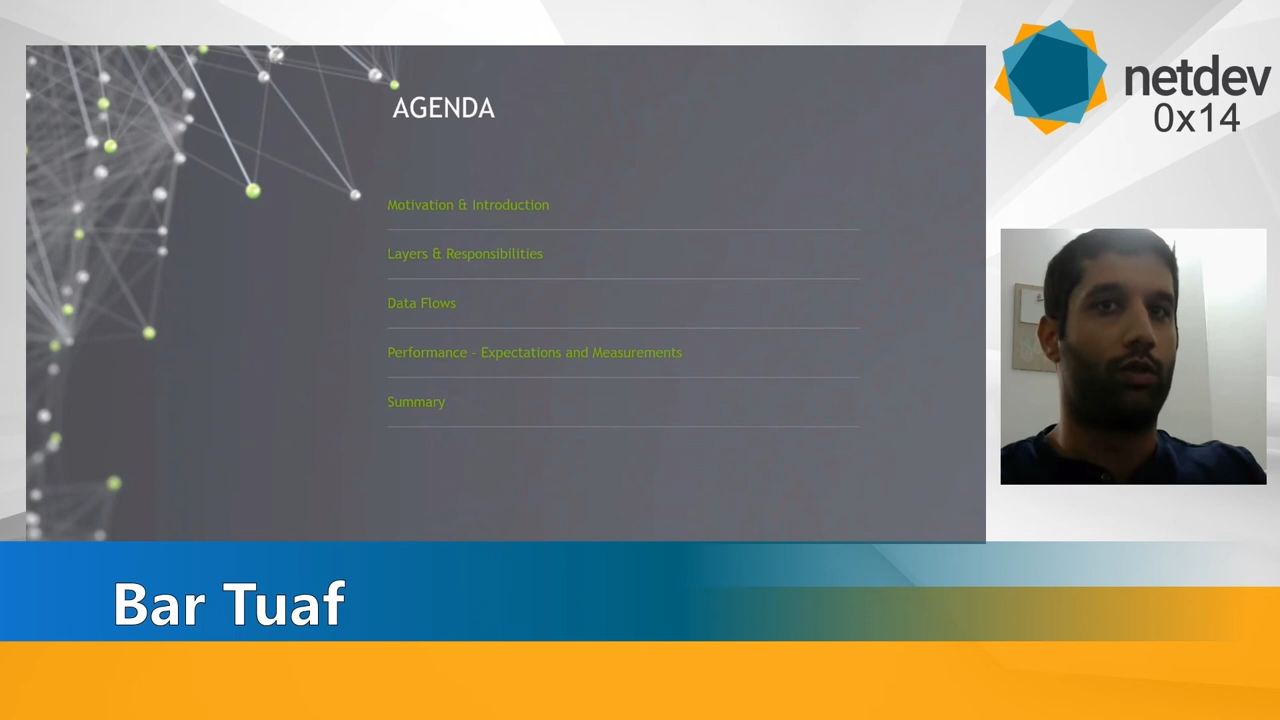 AGENDA
Motivation & Introduction
Layers & Responsibilities
Data Flows
Performance - Expectations and Measurements
Summary
netdev
0x14
Bar Tuaf